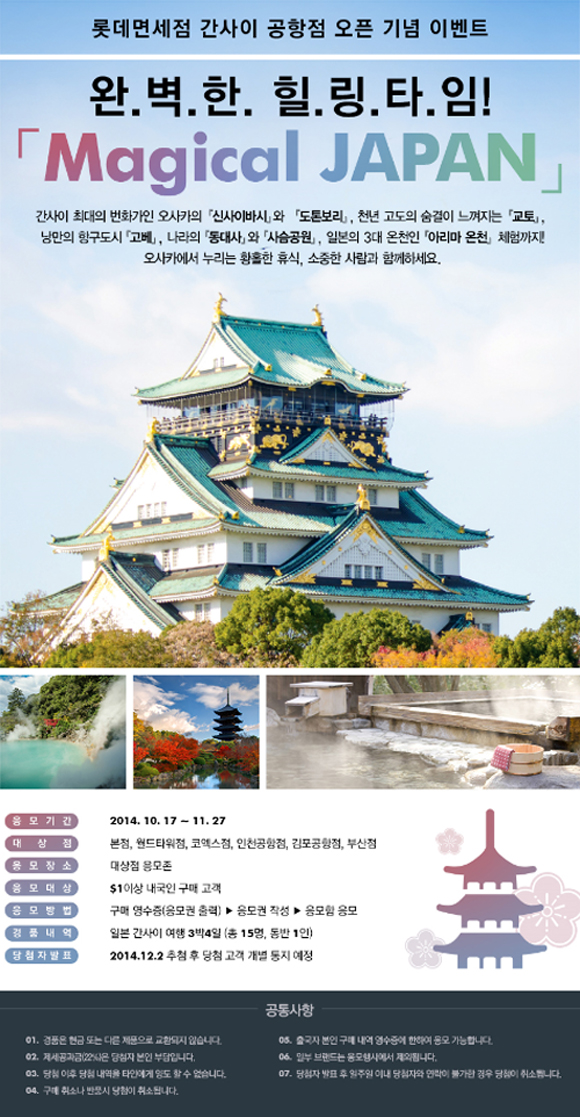 롯데면세점 간사이 공항점 오픈 기념 이벤트
완.벽.한. 힐.링.타.임!
「Magical JAPAN」
간사이 최대의 번화가인 오사카의 『신사이바시』와 『도톤보리』, 천년 고도의 숨결이 느껴지는 『교토』,
낭만의 항구도시 『고베』, 나라의 『동대사』와 『사슴공원』, 일본의 3대 온천인 『아리마 온천』 체험까지!
오사카에서 누리는 황홀한 휴식, 소중한 사람과 함께하세요.
응모기간 2014. 10. 17 ~ 11. 27
대상점 본점, 월드타워점, 코엑스점, 인천공항점, 김포공항점, 부산점
응모장소 대상점 응모존
응모대상 $1이상 내국인 구매 고객
응모방법 구매 영수증(응모권 출력) ▶ 응모권 작성 ▶ 응모함 응모
경품내역 일본 간사이 여행 3박4일 (총 15명, 동반 1인)
당첨자발표 2014.12.2 추첨 후 당첨 고객 개별 통지 예정
공통사항
01. 경품은 현금 또는 다른 제품으로 교환되지 않습니다.
02. 제세공과금(22%)은 당첨자 본인 부담입니다.
03. 당첨 이후 당첨 내역을 타인에게 양도 할 수 없습니다.
04. 구매 취소나 반품시 당첨이 취소됩니다.
05. 출국자 본인 구매 내역 영수증에 한하여 응모 가능합니다.
06. 일부 브랜드는 응모행사에서 제외됩니다.
07. 당첨자 발표 후 일주일 이내 당첨자와 연락이 불가한 경우 당첨이 취소됩니다.